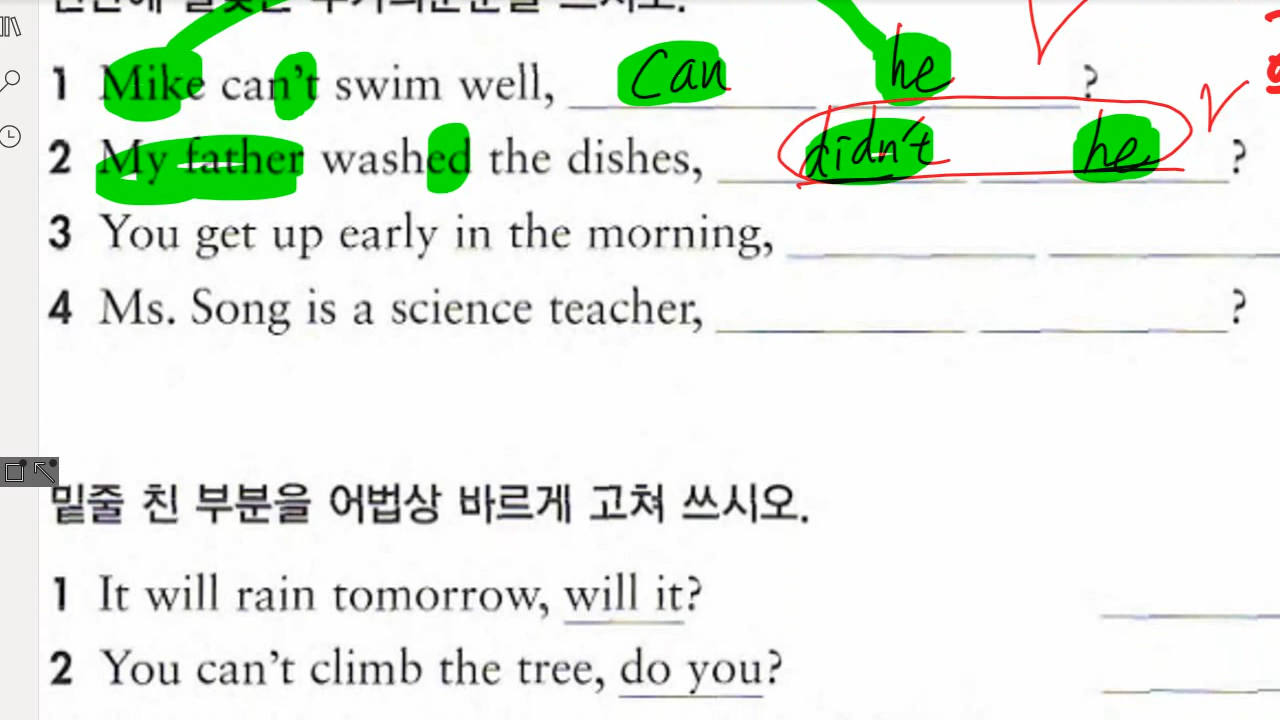 1 Mike can't swim well, Can he ?
2 My father washed the dishes, didn't he ?
3 You get up early in the morning,
4 Ms. Song is a science teacher, ?
밑줄 친 부분을 어법상 바르게 고쳐 쓰시오.
1 It will rain tomorrow, will it?
2 You can't climb the tree, do you?